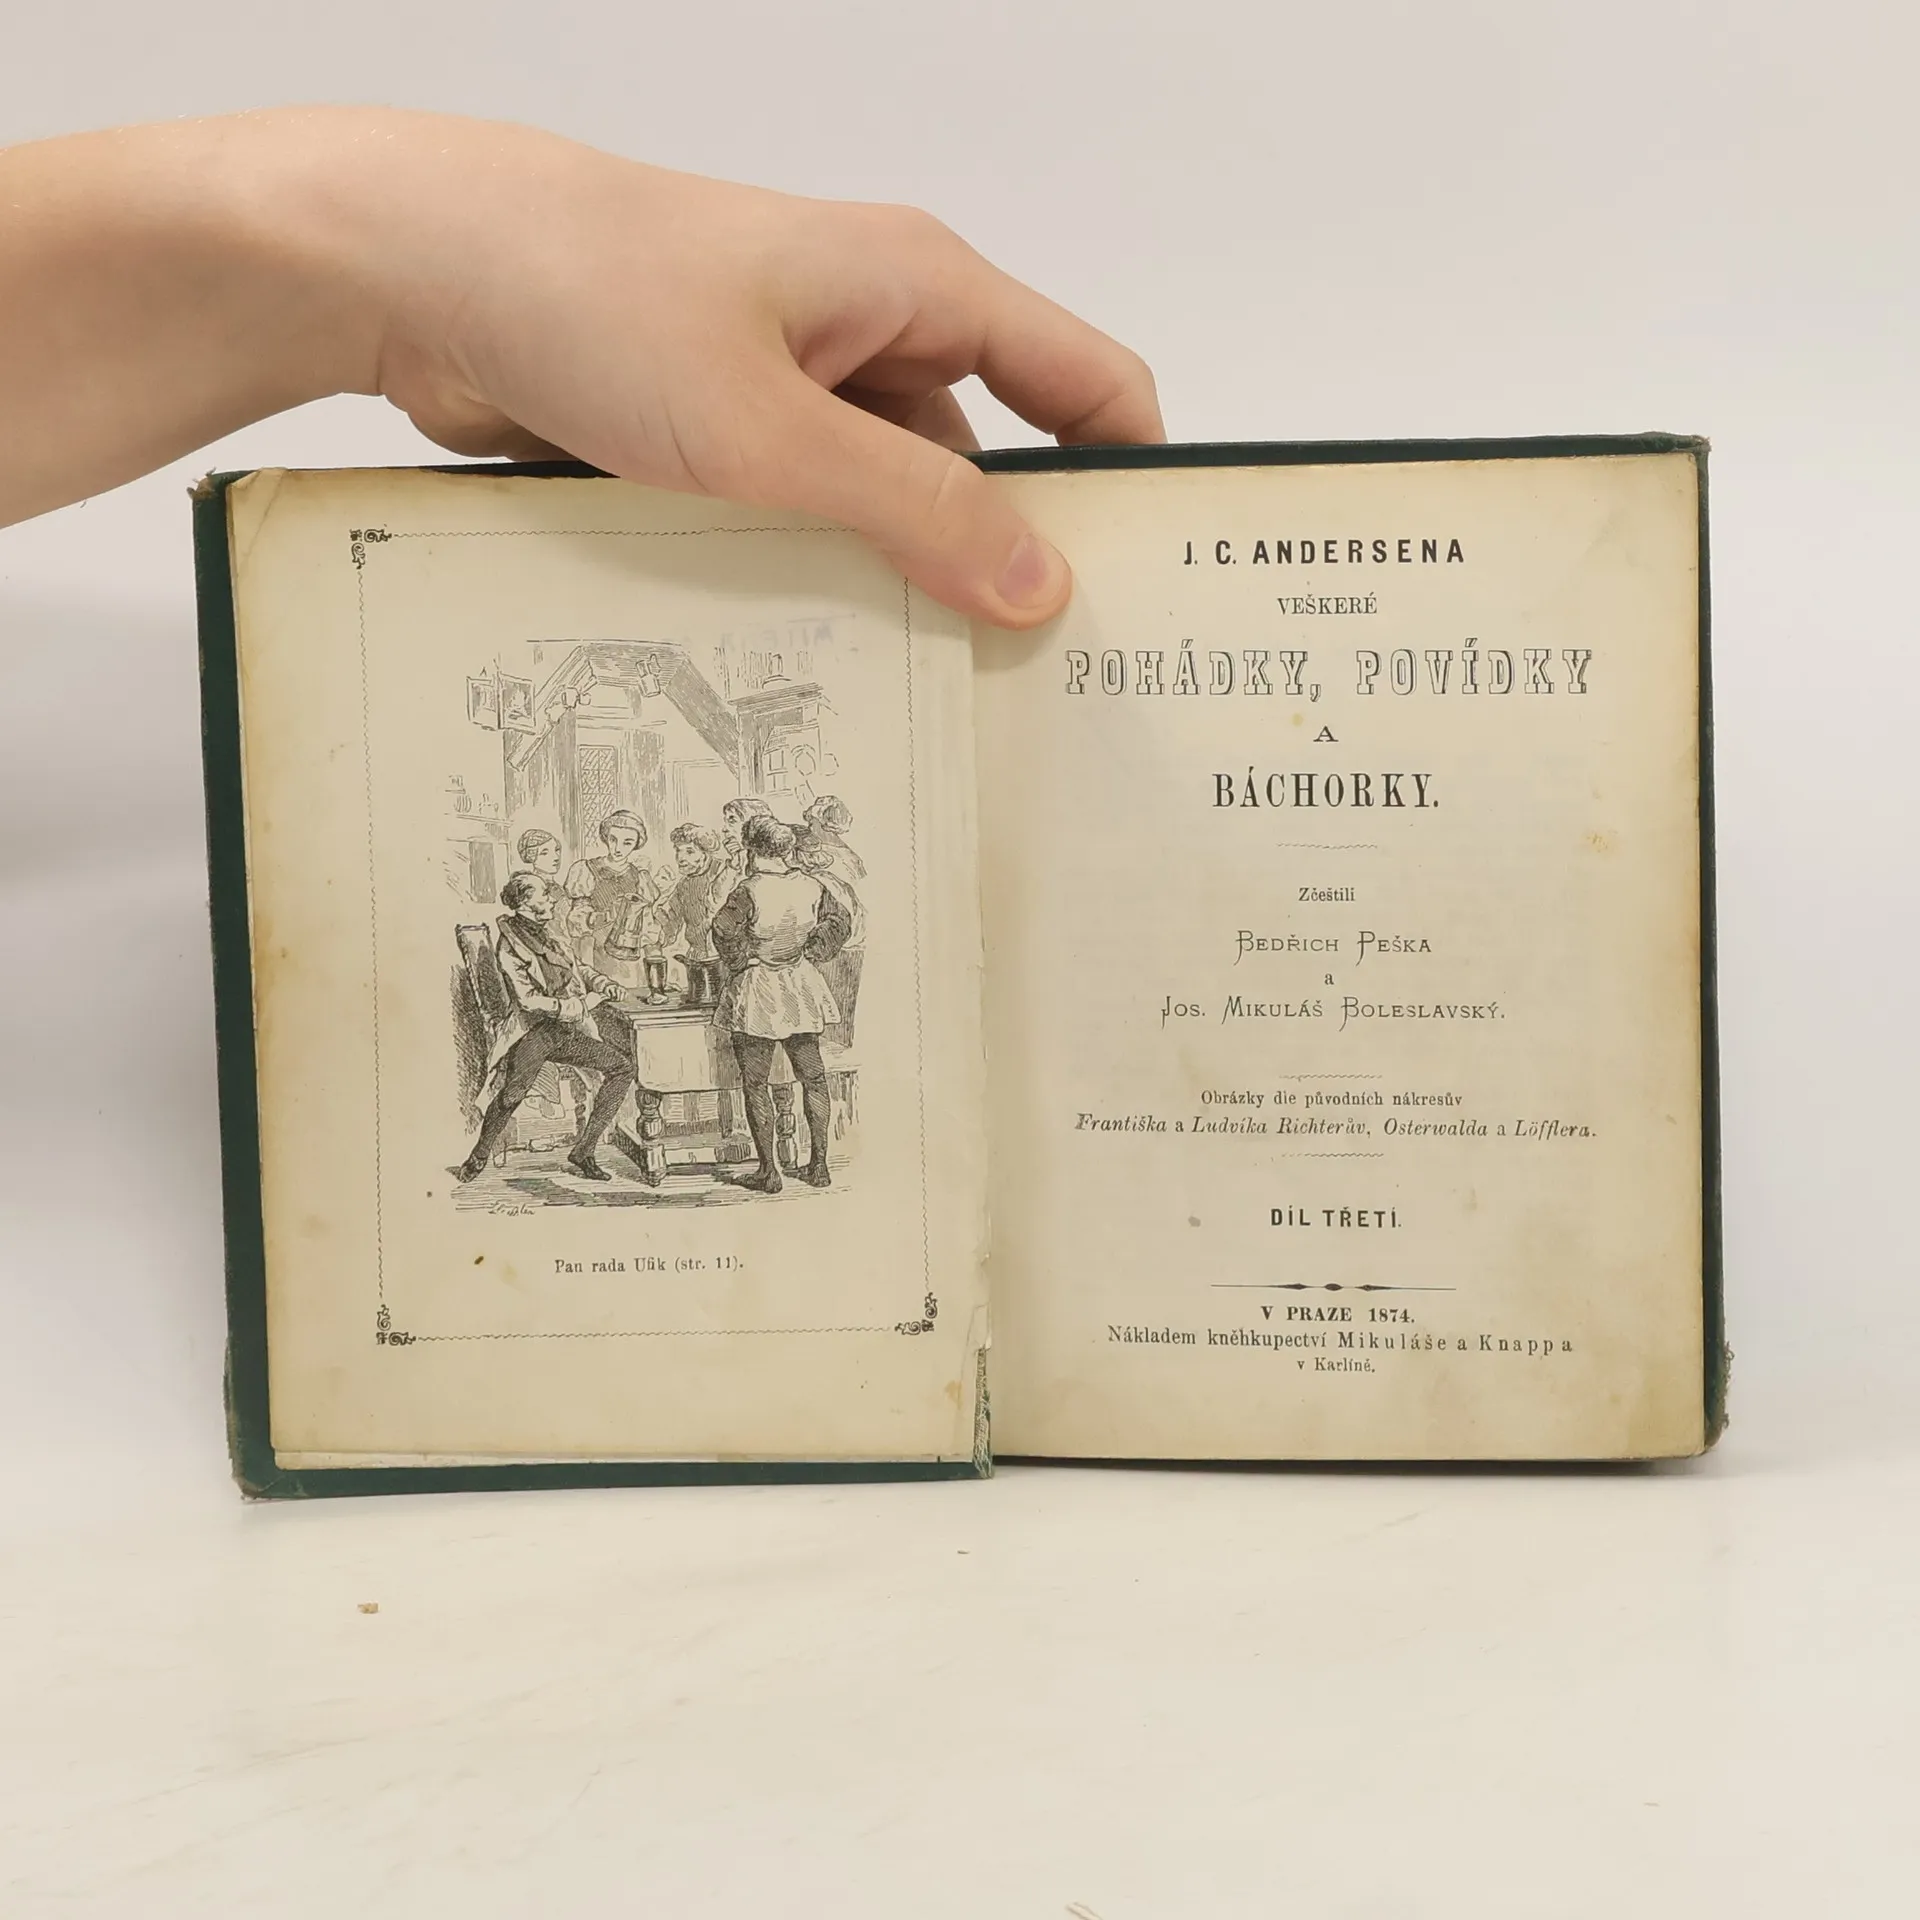 Pan rada Ufik (str. 11).
J. C. ANDERSENA
VEŠKERÉ
POHÁDKY, POVÍDKY
A
BÁCHORKY.
Zčeštili
BEDŘICH PEŠKA
a
JOS. MIKULÁŠ BOLESLAVSKÝ.
Obrázky dle původních nákresův
Františka a Ludvíka Richterův, Osterwalda a Löfflera.
DÍL TŘETÍ.
V PRAZE 1874.
Nákladem kněhkupectví Mikuláše a Knappa
v Karlíně.